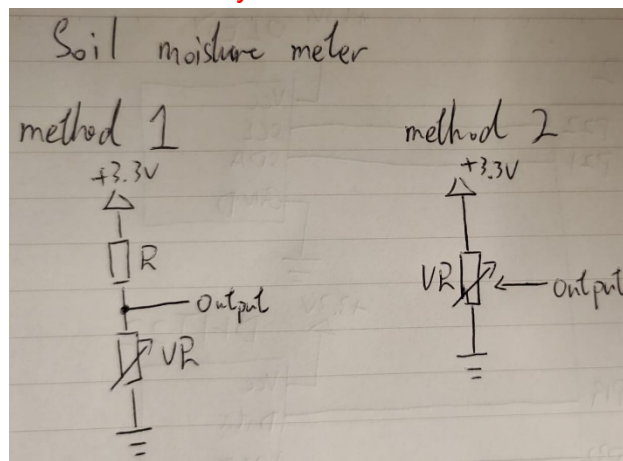 Soil moisture meter
method 1
method 2
+3.3V
+3.3V
R
Output
VR
VR
Output